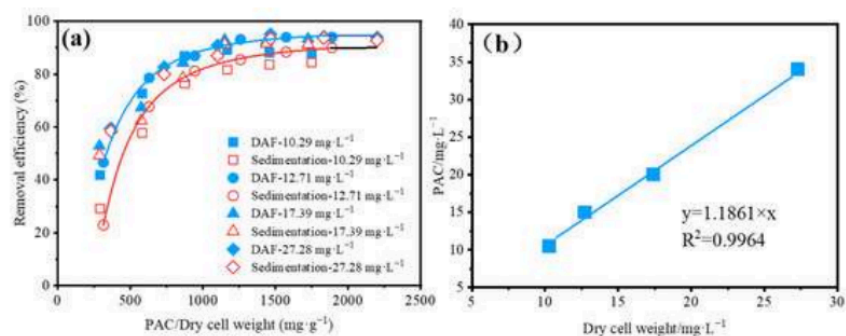 (a)
Removal efficiency (%)
100
80
60
40
20
0
DAF-10.29 mg·L⁻¹
Sedimentation-10.29 mg·L⁻¹
DAF-12.71 mg·L⁻¹
Sedimentation-12.71 mg·L⁻¹
DAF-17.39 mg·L⁻¹
Sedimentation-17.39 mg·L⁻¹
DAF-27.28 mg·L⁻¹
Sedimentation-27.28 mg·L⁻¹
0 500 1000 1500 2000 2500
PAC/Dry cell weight (mg·g⁻¹)
(b)
PAC/mg·L⁻¹
40
35
30
25
20
15
10
5
y=1.1861×x
R²=0.9964
5 10 15 20 25 30
Dry cell weight/mg·L⁻¹